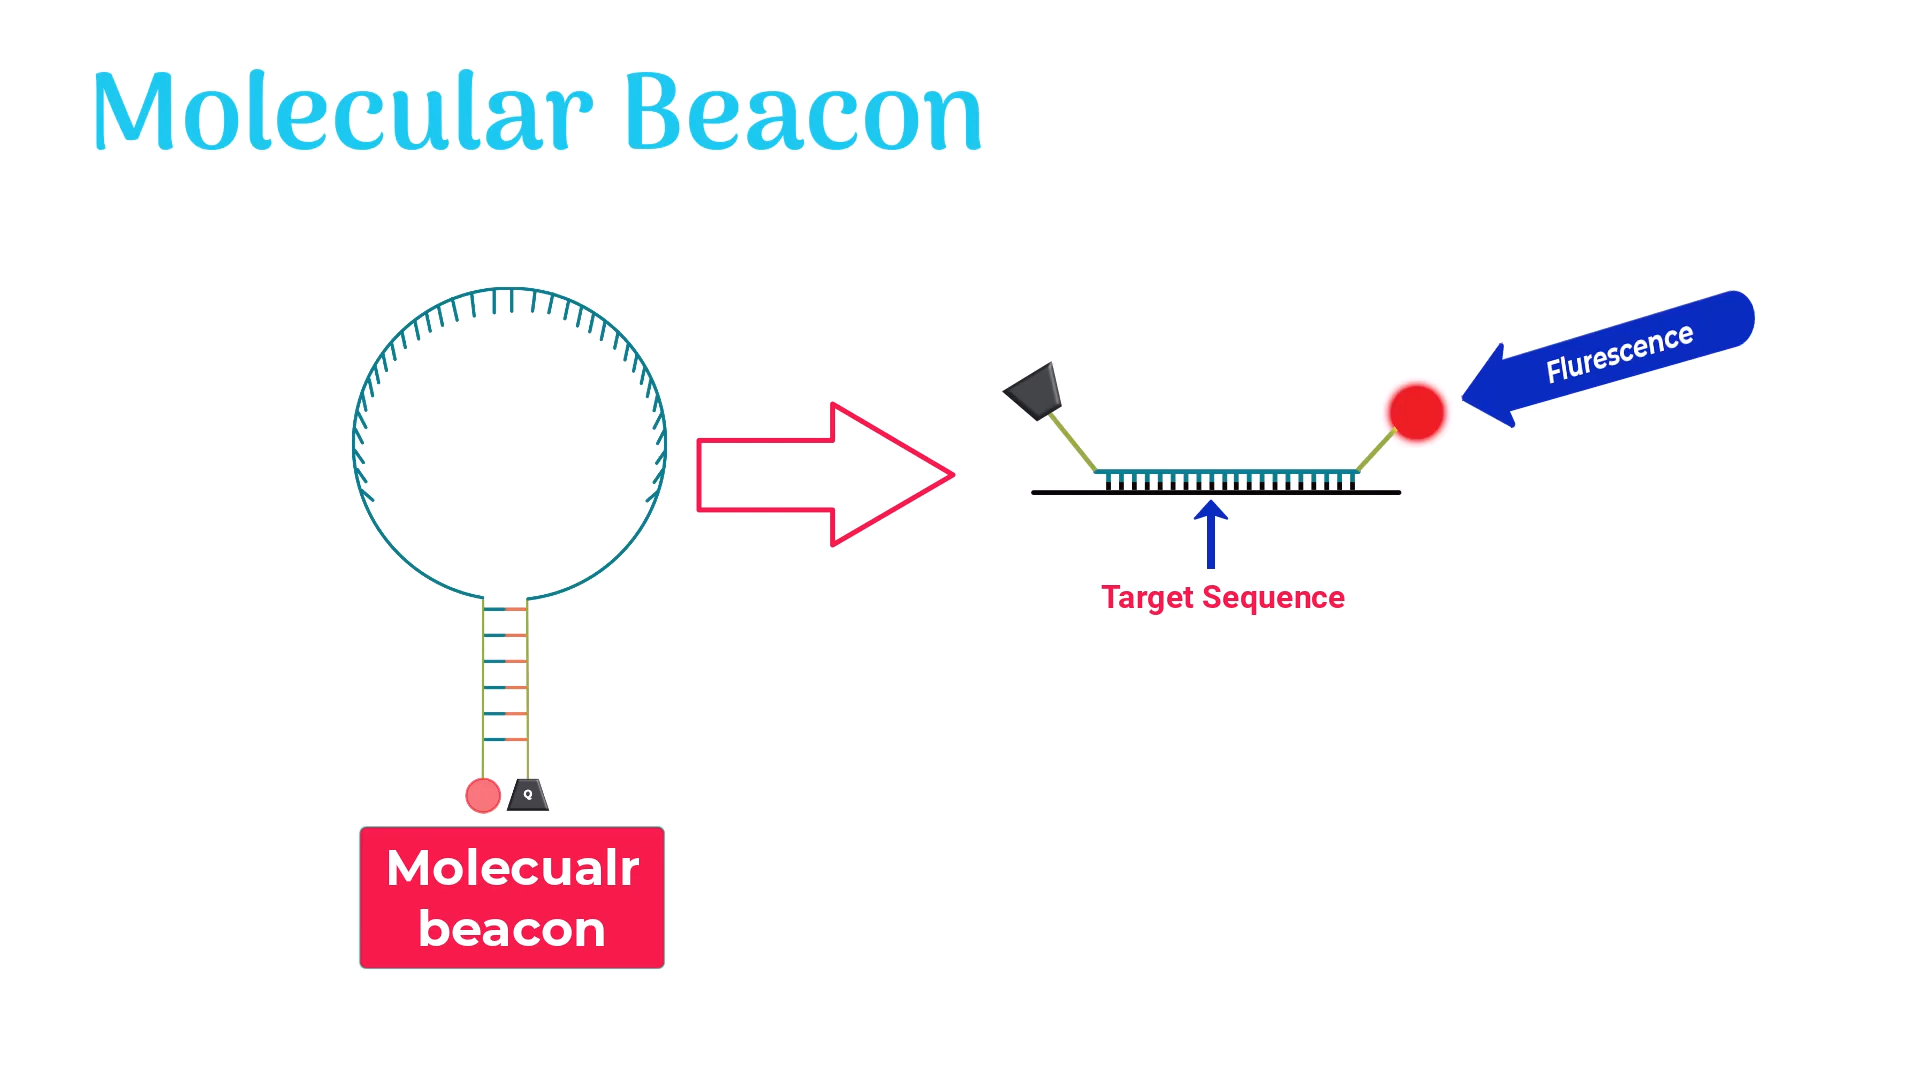 Molecular Beacon
Flurescence
Target Sequence
Q
Molecualr
beacon